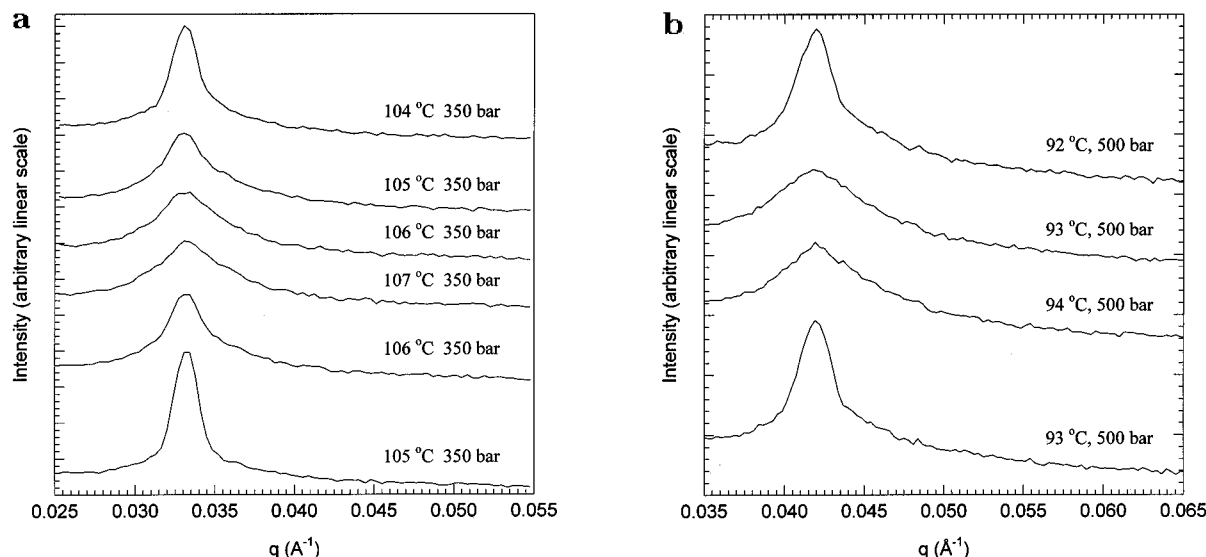 a
Intensity (arbitrary linear scale)
104 °C 350 bar
105 °C 350 bar
106 °C 350 bar
107 °C 350 bar
106 °C 350 bar
105 °C 350 bar
0.025 0.030 0.035 0.040 0.045 0.050 0.055
q (A⁻¹)
b
Intensity (arbitrary linear scale)
92 °C, 500 bar
93 °C, 500 bar
94 °C, 500 bar
93 °C, 500 bar
0.035 0.040 0.045 0.050 0.055 0.060 0.065
q (Å⁻¹)